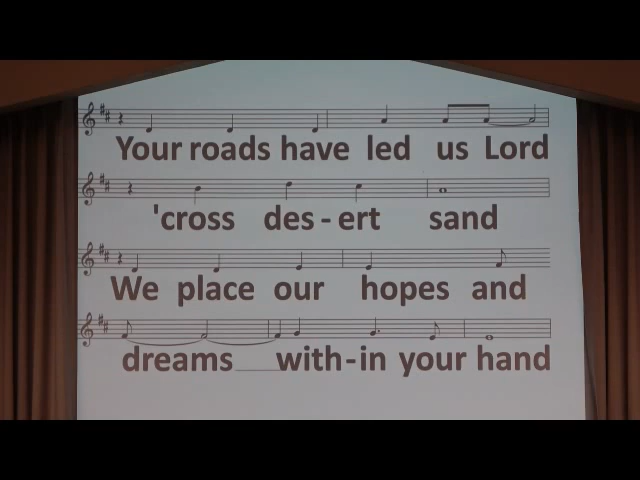 Your roads have led us Lord
'cross des-ert sand
We place our hopes and
dreams with-in your hand